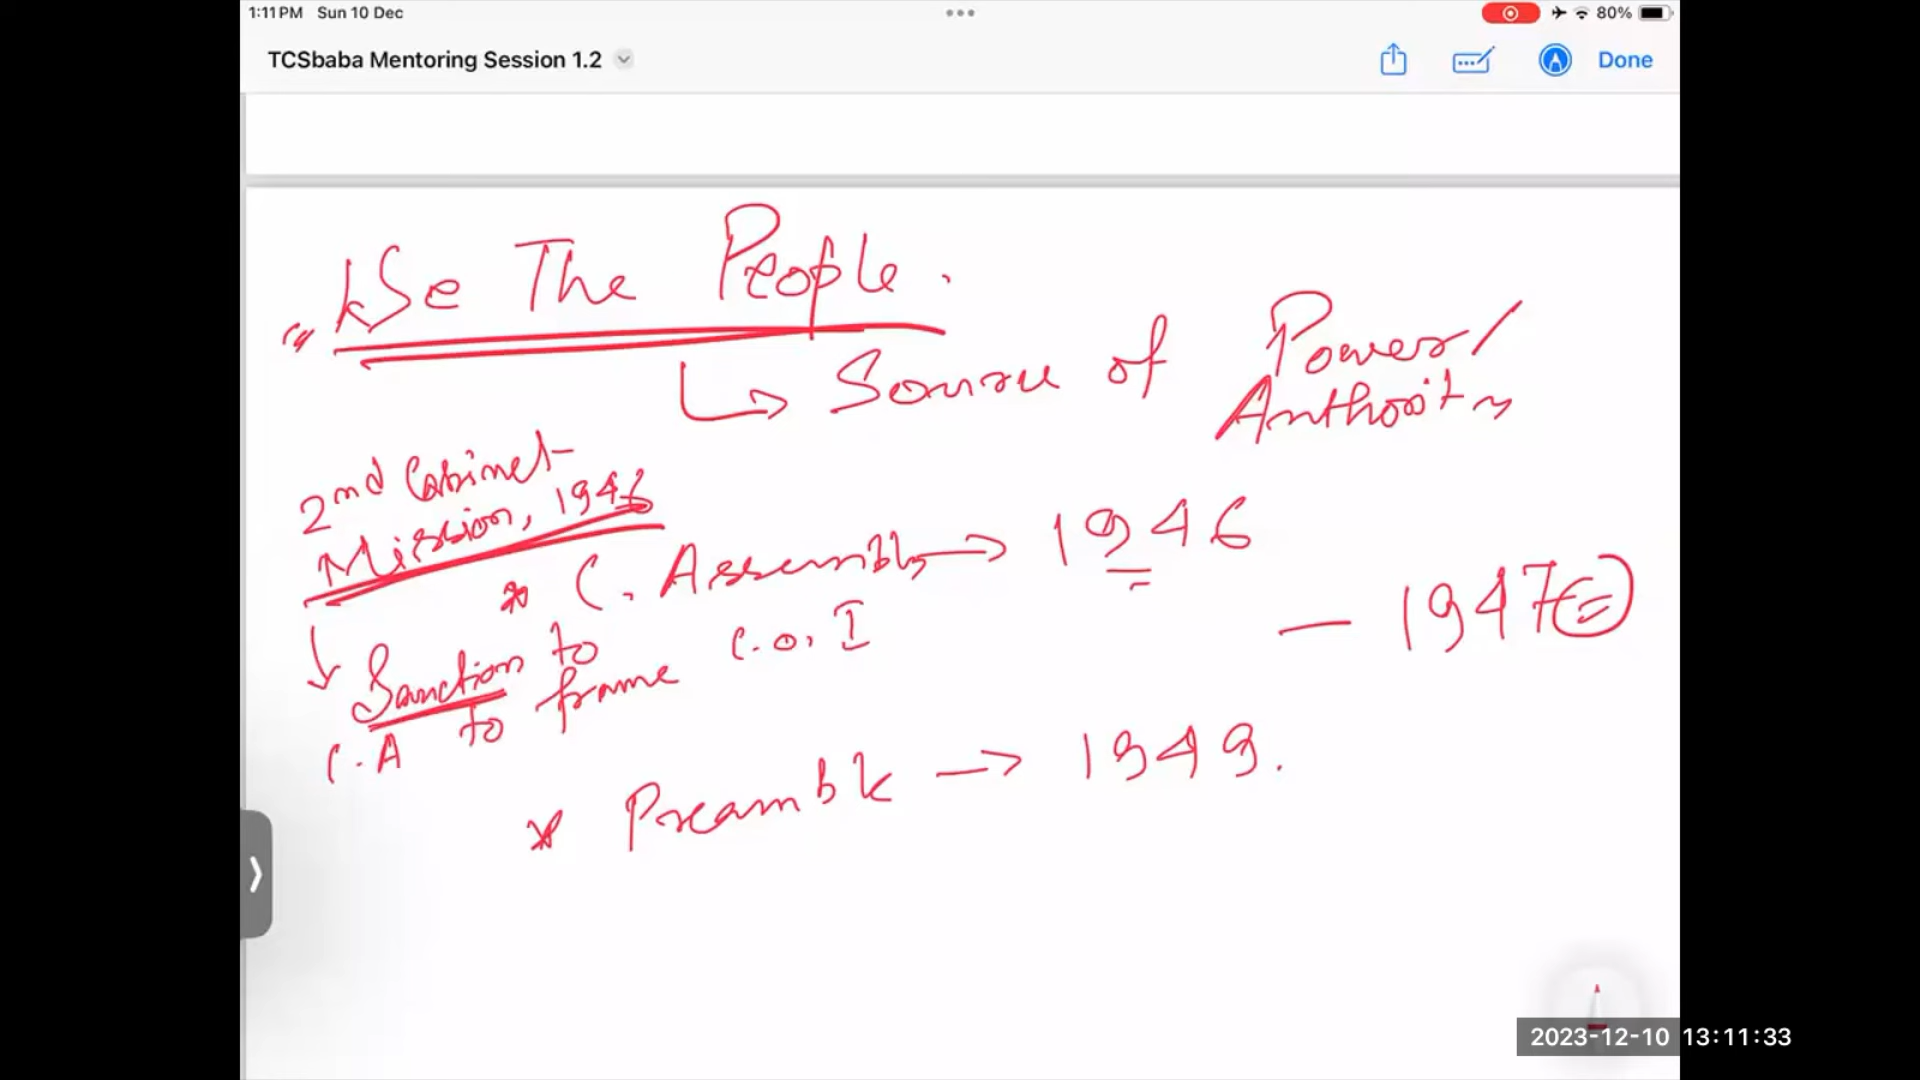 1:11 PM Sun 10 Dec
80%
TCSbaba Mentoring Session 1.2
Done
" We The People.
↳ Source of Power/
Authority
2nd Cabinet
Mission, 1946
* C. Assembly → 1946
— 1947
↓ Sanction to
C.A to frame C.O.I
* Preamble → 1949.
2023-12-10 13:11:33